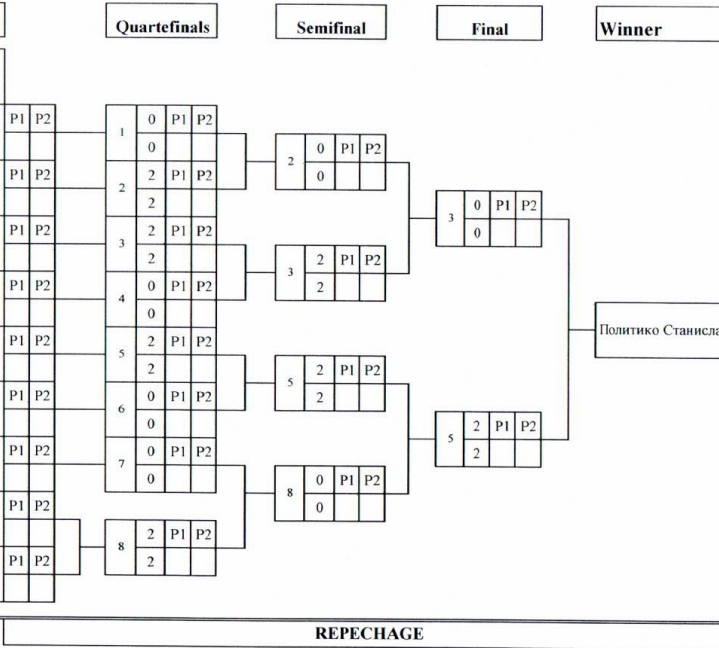 Quartefinals
Semifinal
Final
Winner
P1 P2
P1 P2
P1 P2
P1 P2
P1 P2
P1 P2
P1 P2
P1 P2
P1 P2
1 0 P1 P2
0
2 2 P1 P2
2
3 2 P1 P2
2
4 0 P1 P2
0
5 2 P1 P2
2
6 0 P1 P2
0
7 0 P1 P2
0
8 2 P1 P2
2
2 0 P1 P2
0
3 2 P1 P2
2
5 2 P1 P2
2
8 0 P1 P2
0
3 0 P1 P2
0
5 2 P1 P2
2
Политико Станисла
REPECHAGE